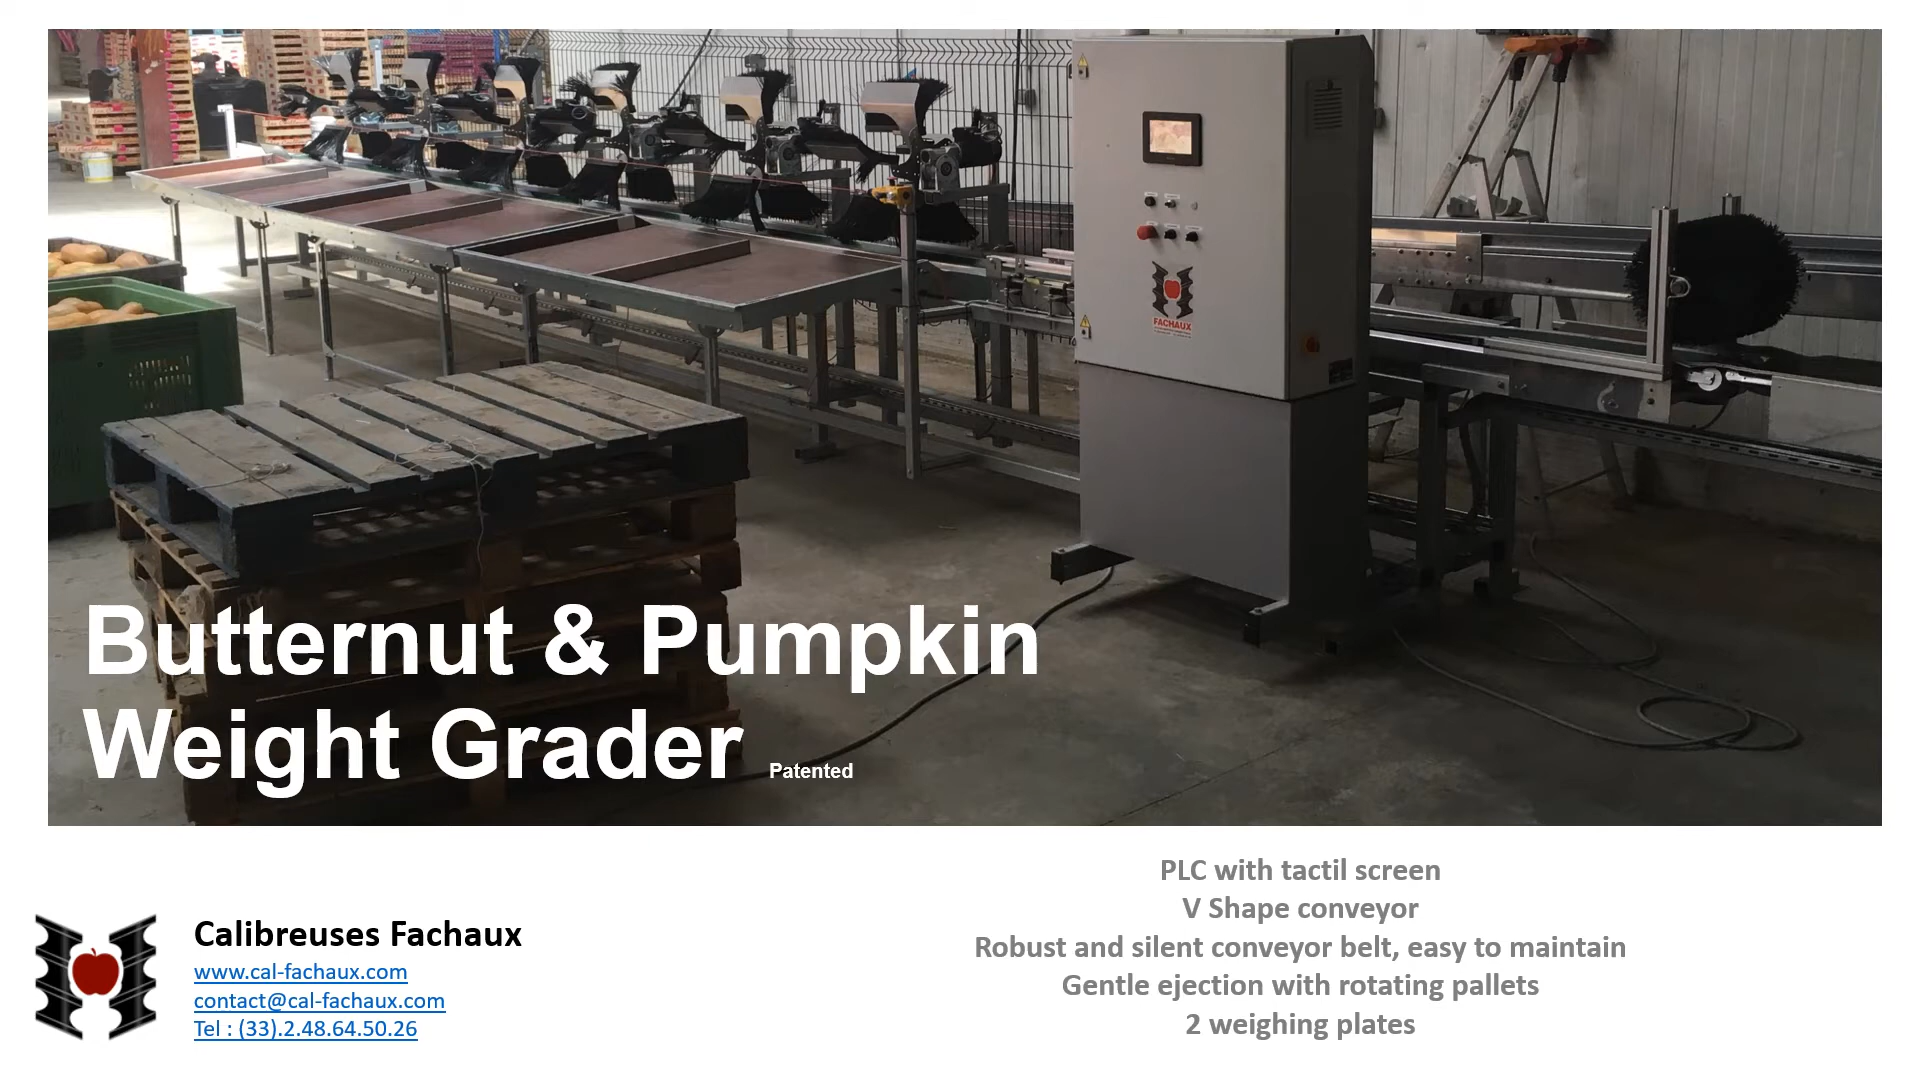 FACHAUX
Butternut & Pumpkin
Weight Grader Patented
Calibreuses Fachaux
www.cal-fachaux.com
contact@cal-fachaux.com
Tel : (33).2.48.64.50.26
PLC with tactil screen
V Shape conveyor
Robust and silent conveyor belt, easy to maintain
Gentle ejection with rotating pallets
2 weighing plates